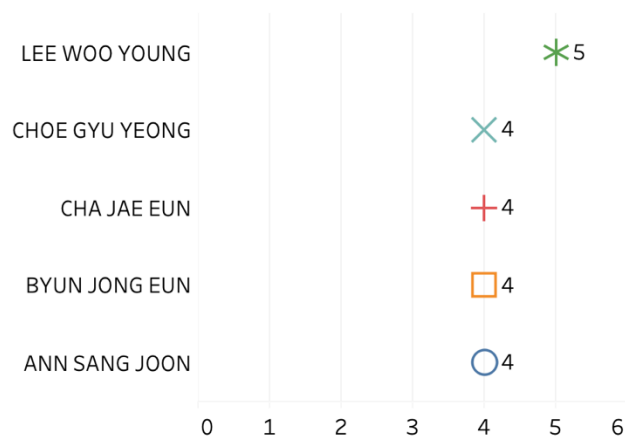 LEE WOO YOUNG 5
CHOE GYU YEONG 4
CHA JAE EUN 4
BYUN JONG EUN 4
ANN SANG JOON 4
0 1 2 3 4 5 6